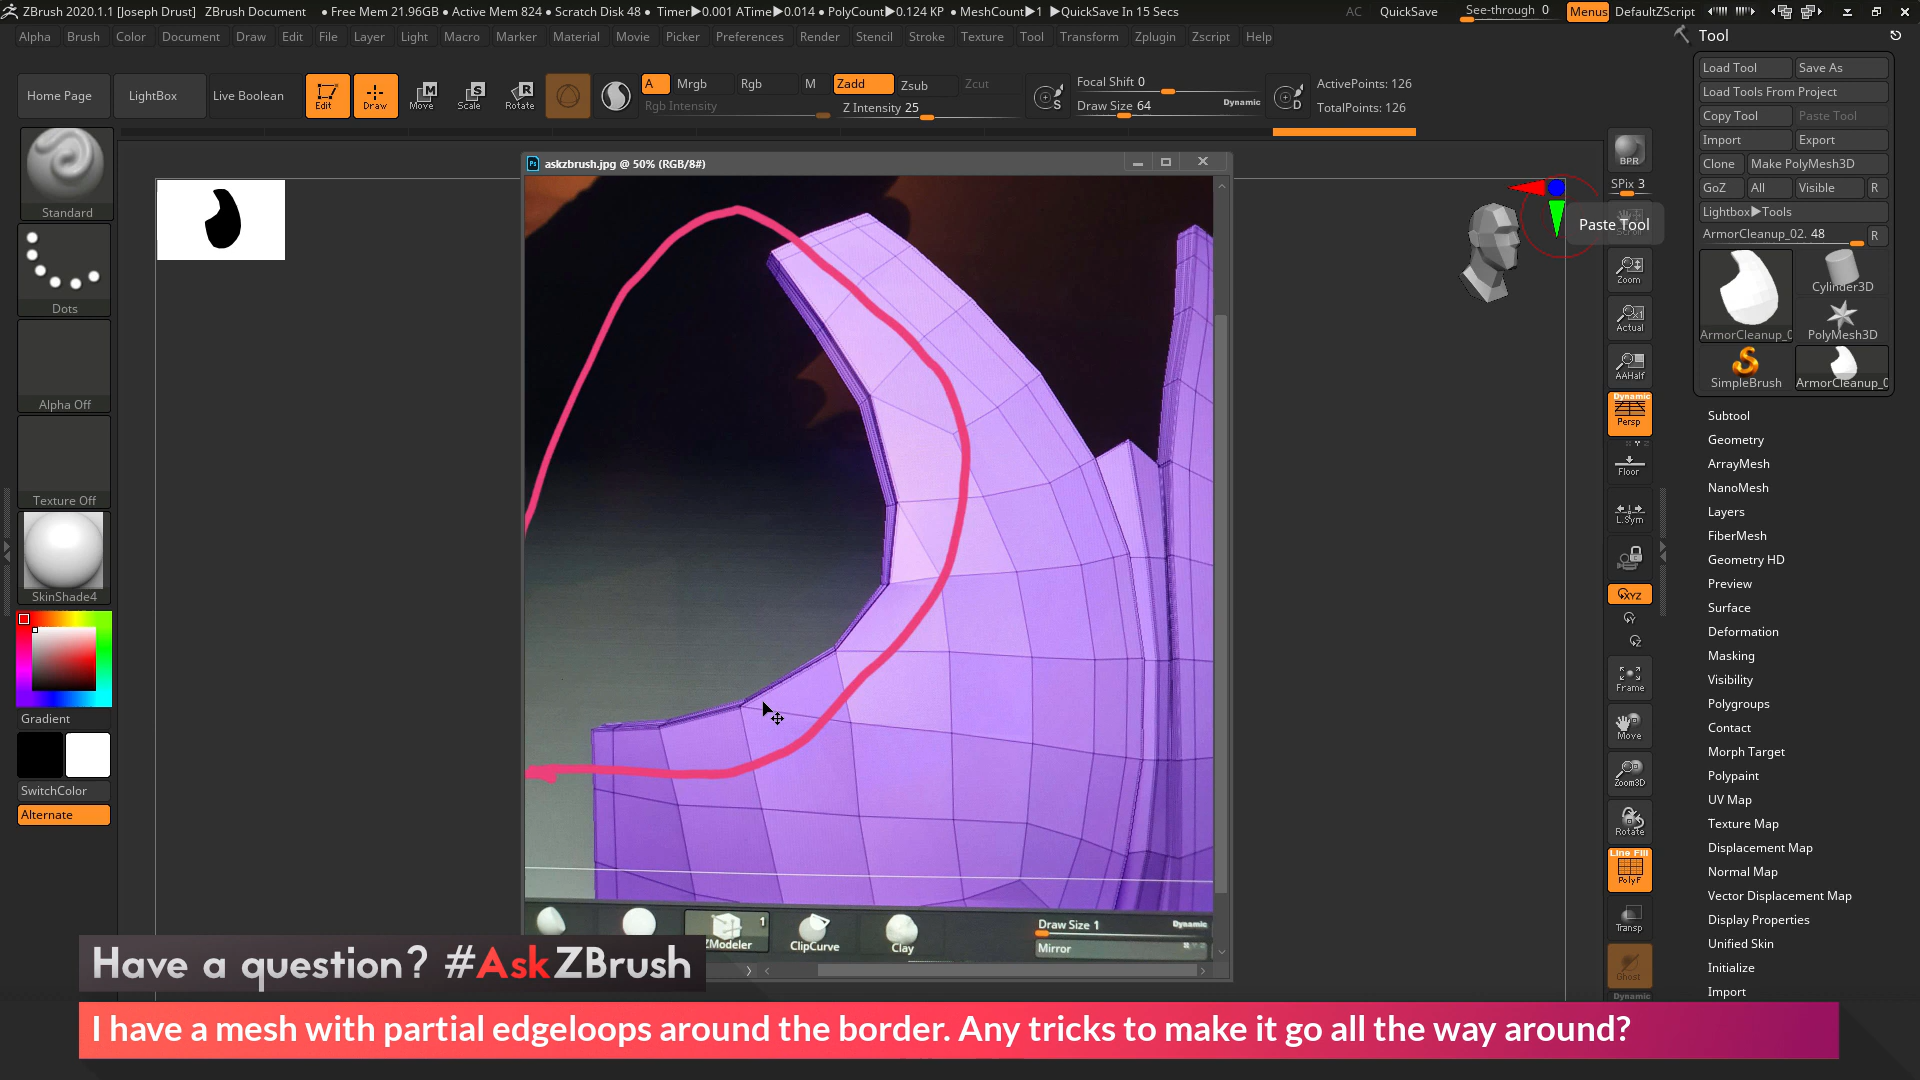 ZBrush 2020.1.1 [Joseph Drust] ZBrush Document • Free Mem 21.96GB • Active Mem 824 • Scratch Disk 48 • Timer▶0.001 ATime▶0.014 • PolyCount▶0.124 KP • MeshCount▶1 ▶QuickSave In 15 Secs AC QuickSave See-through 0 Menus DefaultZScript
Alpha Brush Color Document Draw Edit File Layer Light Macro Marker Material Movie Picker Preferences Render Stencil Stroke Texture Tool Transform Zplugin Zscript Help
Home Page LightBox Live Boolean Edit Draw Move Scale Rotate
A Mrgb Rgb M Zadd Zsub Zcut
Rgb Intensity Z Intensity 25
Focal Shift 0
Draw Size 64 Dynamic
S D
ActivePoints: 126
TotalPoints: 126
Standard
Dots
Alpha Off
Texture Off
SkinShade4
Gradient
SwitchColor
Alternate
askzbrush.jpg @ 50% (RGB/8#)
ZModeler 1
ClipCurve
Clay
Draw Size 1 Dynamic
Mirror
BPR
SPix 3
Scroll
Zoom
Actual
AAHalf
Dynamic
Persp
Floor
L.Sym
XYZ
Y
Z
Frame
Move
Zoom3D
Rotate
Line Fill
PolyF
Transp
Ghost
Dynamic
Paste Tool
Tool
Load Tool Save As
Load Tools From Project
Copy Tool Paste Tool
Import Export
Clone Make PolyMesh3D
GoZ All Visible R
Lightbox▶Tools
ArmorCleanup_02. 48 R
Cylinder3D
ArmorCleanup_0 PolyMesh3D
SimpleBrush ArmorCleanup_0
Subtool
Geometry
ArrayMesh
NanoMesh
Layers
FiberMesh
Geometry HD
Preview
Surface
Deformation
Masking
Visibility
Polygroups
Contact
Morph Target
Polypaint
UV Map
Texture Map
Displacement Map
Normal Map
Vector Displacement Map
Display Properties
Unified Skin
Initialize
Import
Have a question? #AskZBrush
I have a mesh with partial edgeloops around the border. Any tricks to make it go all the way around?